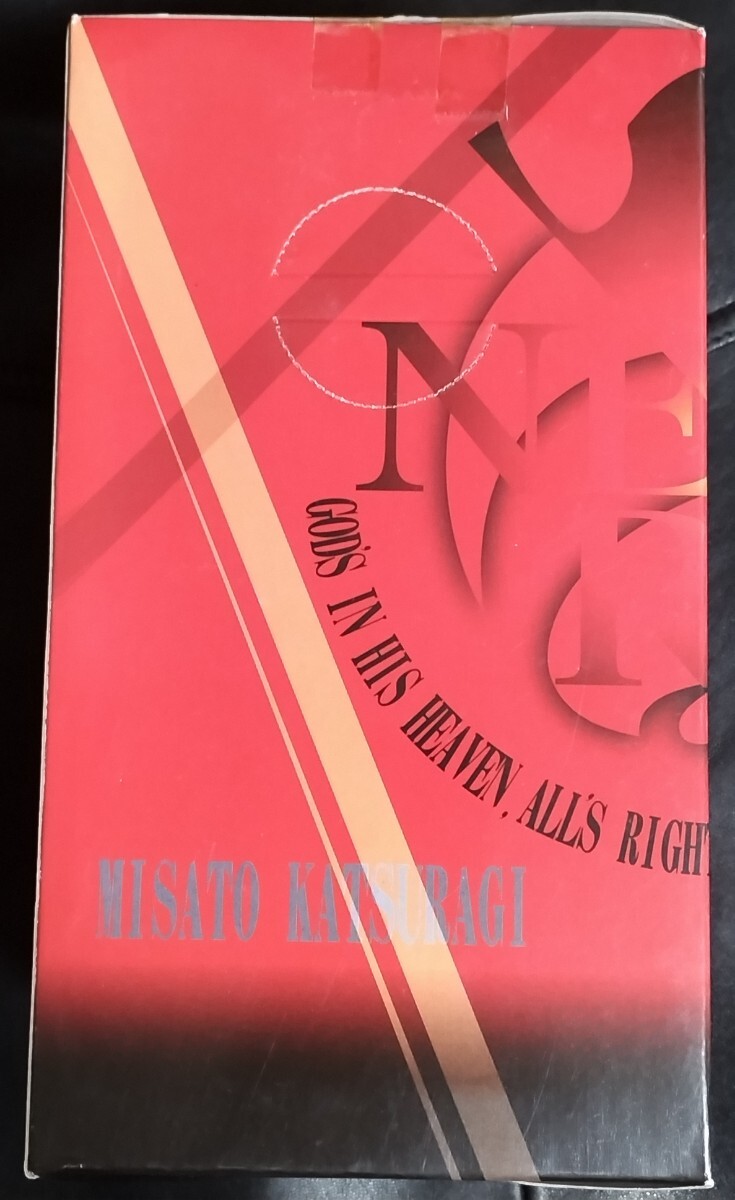 NE
R
GOD'S IN HIS HEAVEN, ALL'S RIGHT
MISATO KATSURAGI